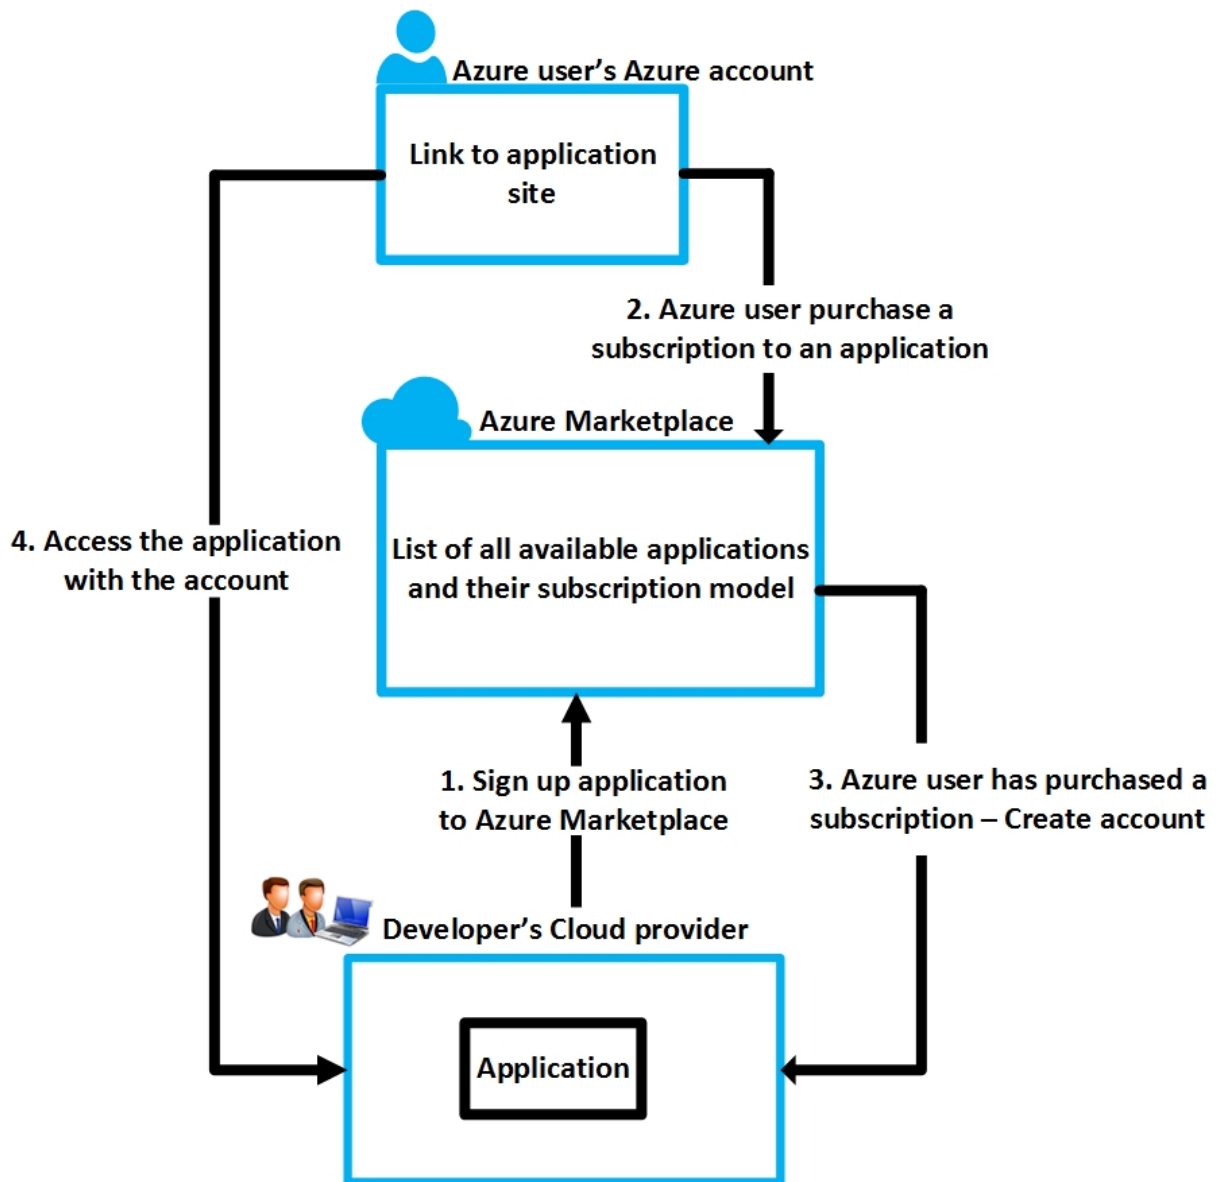 Azure user's Azure account
Link to application
site
2. Azure user purchase a
subscription to an application
Azure Marketplace
4. Access the application
with the account
List of all available applications
and their subscription model
1. Sign up application
to Azure Marketplace
3. Azure user has purchased a
subscription – Create account
Developer's Cloud provider
Application